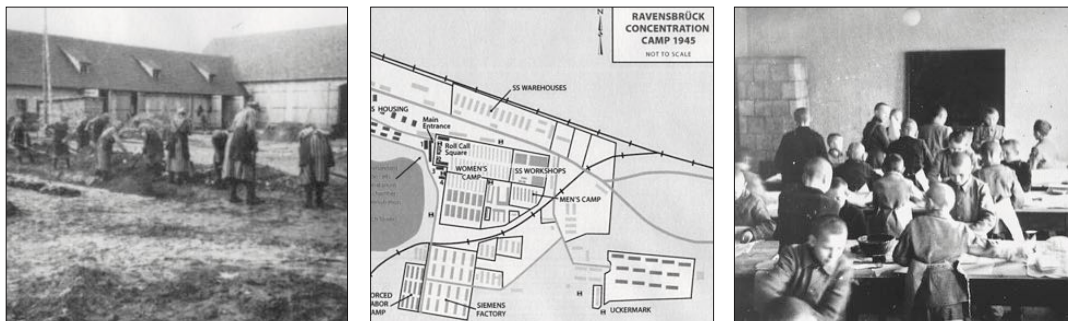 RAVENSBRÜCK
CONCENTRATION
CAMP 1945
NOT TO SCALE
N
SS WAREHOUSES
HOUSING
Main
Entrance
Roll Call
Square
WOMEN'S
CAMP
SS WORKSHOPS
MEN'S CAMP
SIEMENS
FACTORY
UCKERMARK
ORCED
ABOR
AMP